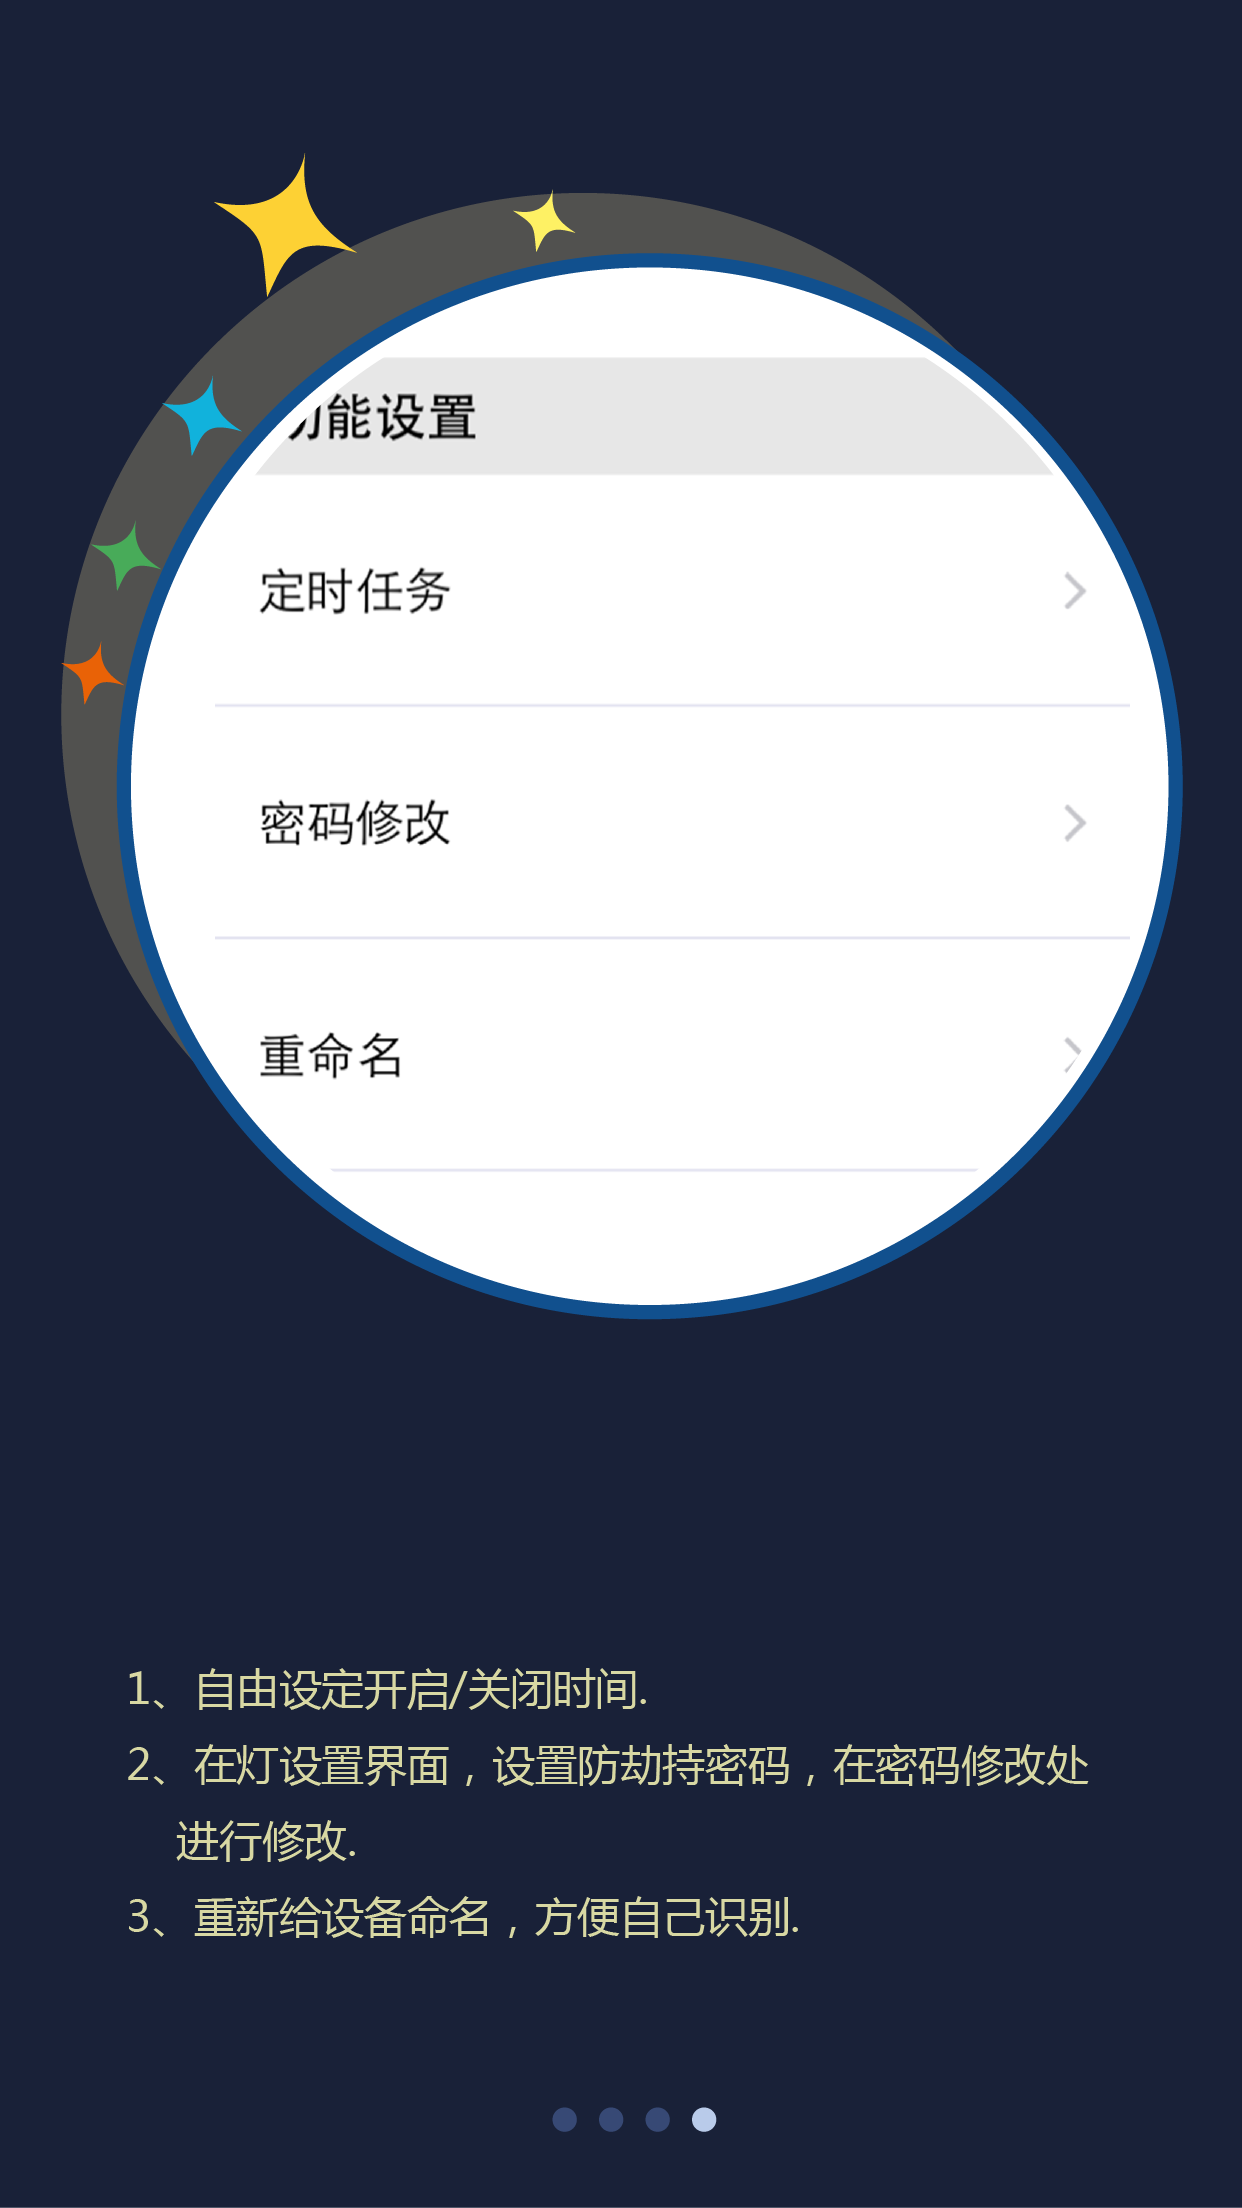 能设置
定时任务
密码修改
重命名
1、自由设定开启/关闭时间.
2、在灯设置界面，设置防劫持密码，在密码修改处
进行修改.
3、重新给设备命名，方便自己识别.